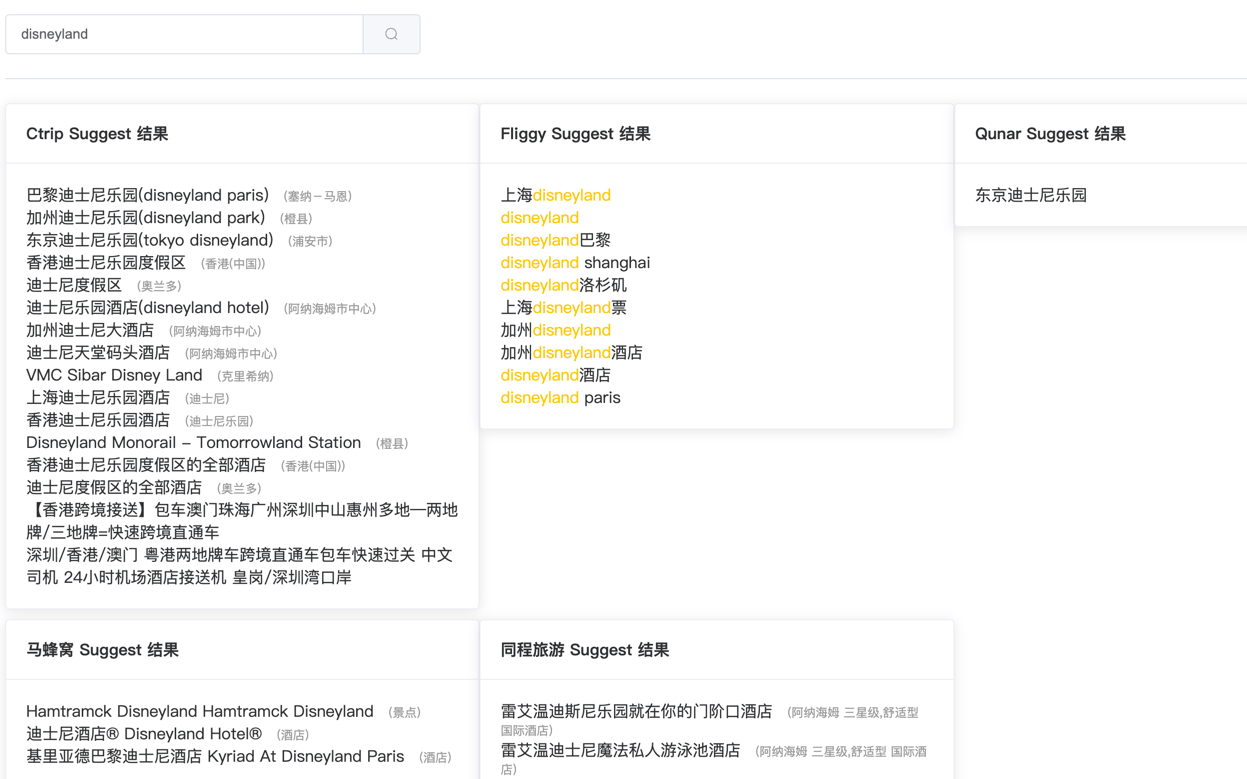 disneyland
Ctrip Suggest 结果
巴黎迪士尼乐园(disneyland paris) (塞纳－马恩)
加州迪士尼乐园(disneyland park) (橙县)
东京迪士尼乐园(tokyo disneyland) (浦安市)
香港迪士尼乐园度假区 (香港(中国))
迪士尼度假区 (奥兰多)
迪士尼乐园酒店(disneyland hotel) (阿纳海姆市中心)
加州迪士尼大酒店 (阿纳海姆市中心)
迪士尼天堂码头酒店 (阿纳海姆市中心)
VMC Sibar Disney Land (克里希纳)
上海迪士尼乐园酒店 (迪士尼)
香港迪士尼乐园酒店 (迪士尼乐园)
Disneyland Monorail – Tomorrowland Station (橙县)
香港迪士尼乐园度假区的全部酒店 (香港(中国))
迪士尼度假区的全部酒店 (奥兰多)
【香港跨境接送】包车澳门珠海广州深圳中山惠州多地—两地
牌/三地牌=快速跨境直通车
深圳/香港/澳门 粤港两地牌车跨境直通车包车快速过关 中文
司机 24小时机场酒店接送机 皇岗/深圳湾口岸
Fliggy Suggest 结果
上海disneyland
disneyland
disneyland巴黎
disneyland shanghai
disneyland洛杉矶
上海disneyland票
加州disneyland
加州disneyland酒店
disneyland酒店
disneyland paris
Qunar Suggest 结果
东京迪士尼乐园
马蜂窝 Suggest 结果
Hamtramck Disneyland Hamtramck Disneyland (景点)
迪士尼酒店® Disneyland Hotel® (酒店)
基里亚德巴黎迪士尼酒店 Kyriad At Disneyland Paris (酒店)
同程旅游 Suggest 结果
雷艾温迪斯尼乐园就在你的门阶口酒店 (阿纳海姆 三星级,舒适型
国际酒店)
雷艾温迪士尼魔法私人游泳池酒店 (阿纳海姆 三星级,舒适型 国际酒
店)